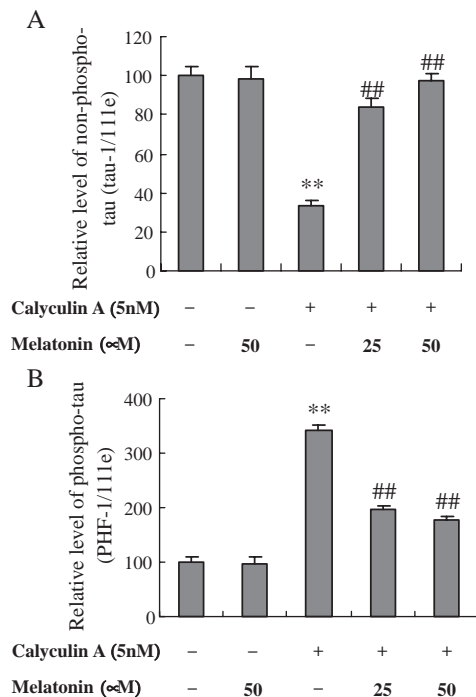 A
Relative level of non-phospho-
tau (tau-1/111e)
120
100
80
60
40
20
0
**
##
##
Calyculin A (5nM) – – + + +
Melatonin (∝M) – 50 – 25 50
B
Relative level of phospho-tau
(PHF-1/111e)
400
300
200
100
0
**
##
##
Calyculin A (5nM) – – + + +
Melatonin (∝M) – 50 – 25 50